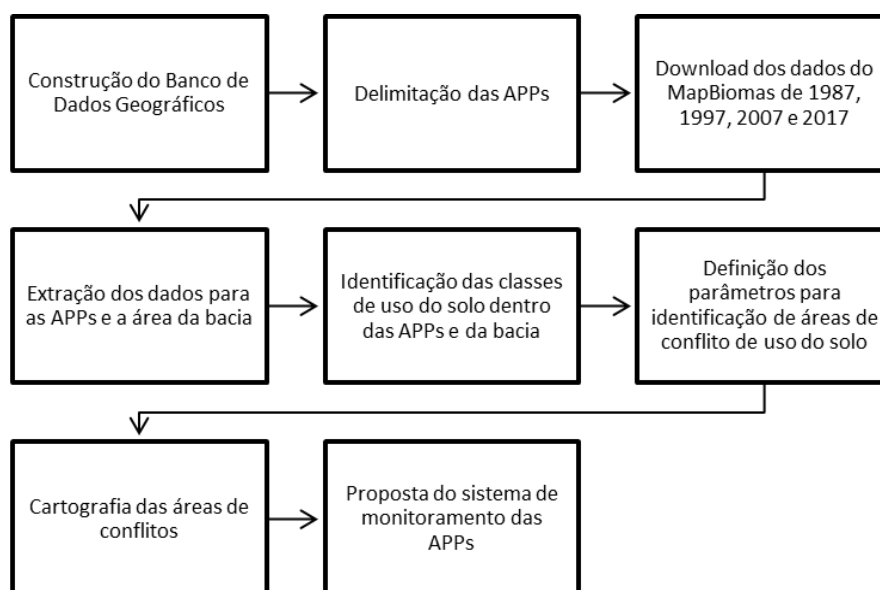 Construção do Banco de
Dados Geográficos
Delimitação das APPs
Download dos dados do
MapBiomas de 1987,
1997, 2007 e 2017
Extração dos dados para
as APPs e a área da bacia
Identificação das classes
de uso do solo dentro
das APPs e da bacia
Definição dos
parâmetros para
identificação de áreas de
conflito de uso do solo
Cartografia das áreas de
conflitos
Proposta do sistema de
monitoramento das
APPs